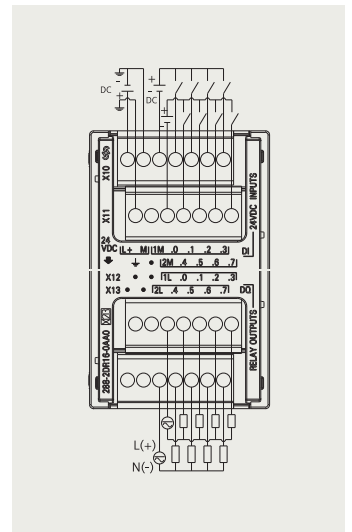 -
+
DC
+
-
+
DC
+
-
X10
X11
24VDC INPUTS
24
VDC L+ M 1M .0 .1 .2 .3 DI
2M .4 .5 .6 .7
X12 1L .0 .1 .2 .3
X13 2L .4 .5 .6 .7 DQ
X23
288-2DR16-0AA0
RELAY OUTPUTS
L(+)
N(-)